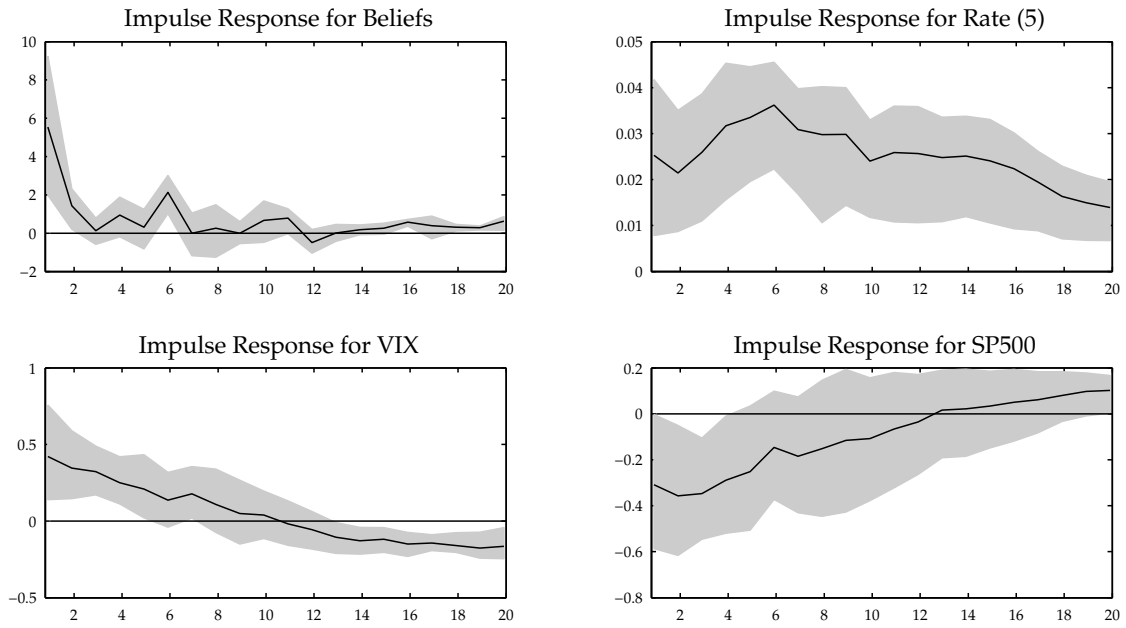 Impulse Response for Beliefs
10
8
6
4
2
0
−2
2 4 6 8 10 12 14 16 18 20
Impulse Response for Rate (5)
0.05
0.04
0.03
0.02
0.01
0
2 4 6 8 10 12 14 16 18 20
Impulse Response for VIX
1
0.5
0
−0.5
2 4 6 8 10 12 14 16 18 20
Impulse Response for SP500
0.2
0
−0.2
−0.4
−0.6
−0.8
2 4 6 8 10 12 14 16 18 20